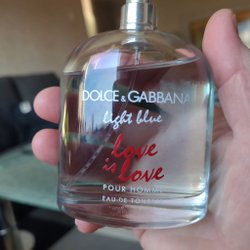 DOLCE & GABBANA
light blue
Love
is
Love
POUR HOMME
EAU DE TOILETTE